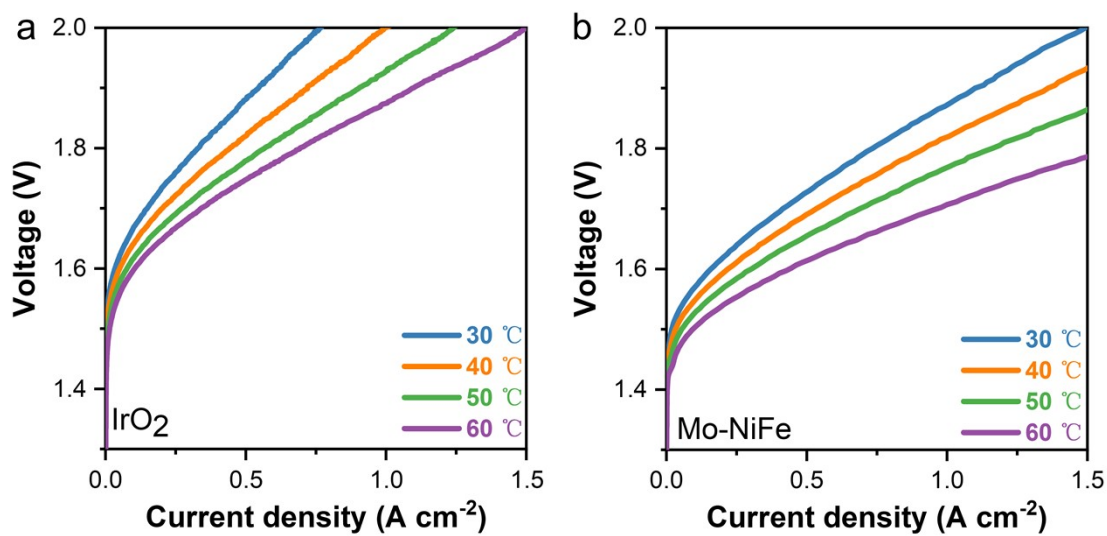 a
2.0
1.8
1.6
1.4
Voltage (V)
30 ℃
40 ℃
50 ℃
60 ℃
IrO2
0.0 0.5 1.0 1.5
Current density (A cm-2)
b
2.0
1.8
1.6
1.4
Voltage (V)
30 ℃
40 ℃
50 ℃
60 ℃
Mo-NiFe
0.0 0.5 1.0 1.5
Current density (A cm-2)